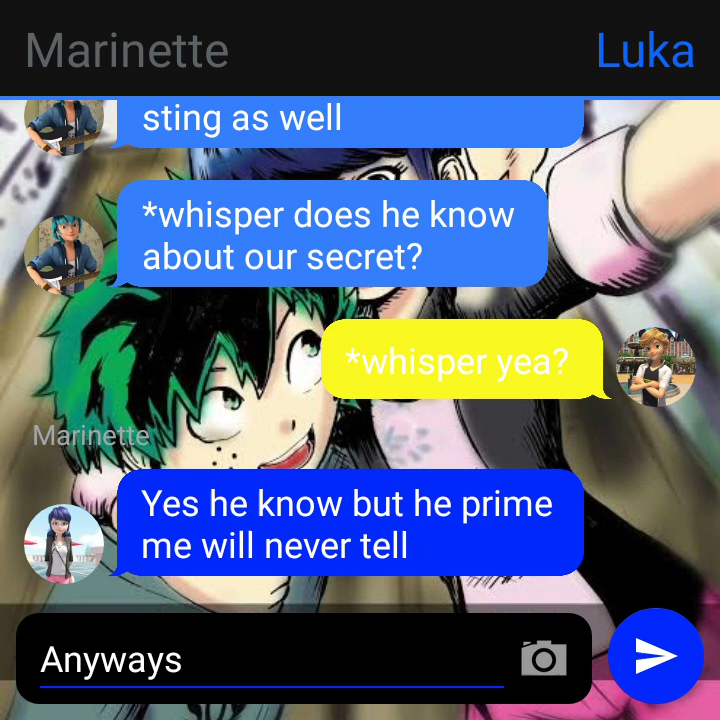 Marinette Luka
sting as well
*whisper does he know
about our secret?
*whisper yea?
Marinette
Yes he know but he prime
me will never tell
Anyways